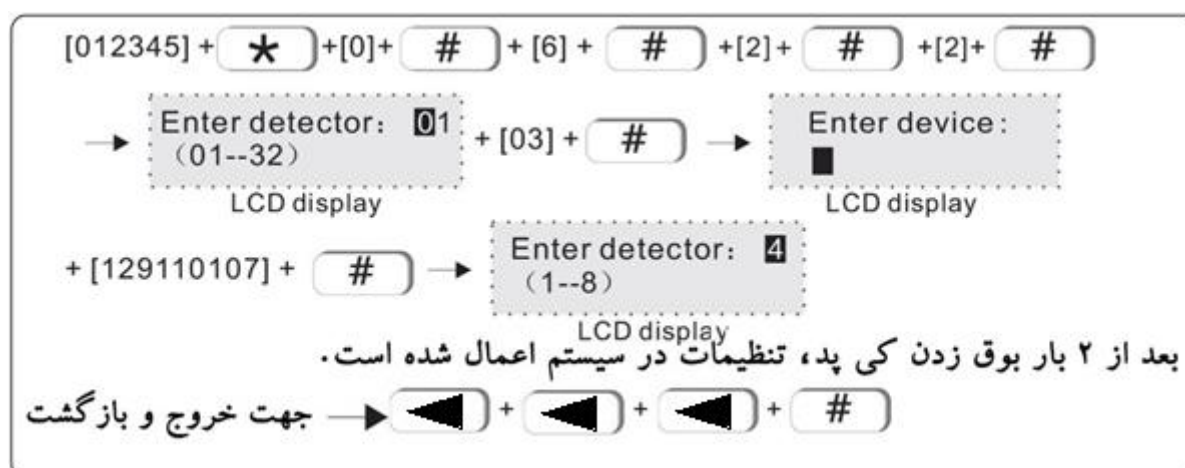 [012345] + * +[0]+ # + [6] + # +[2]+ # +[2]+ #
Enter detector: 01
(01--32)
LCD display
+ [03] + #
Enter device:
LCD display
+ [129110107] + #
Enter detector: 4
(1--8)
LCD display
بعد از ۲ بار بوق زدن کی پد، تنظیمات در سیستم اعمال شده است.
جهت خروج و بازگشت
+ + + #